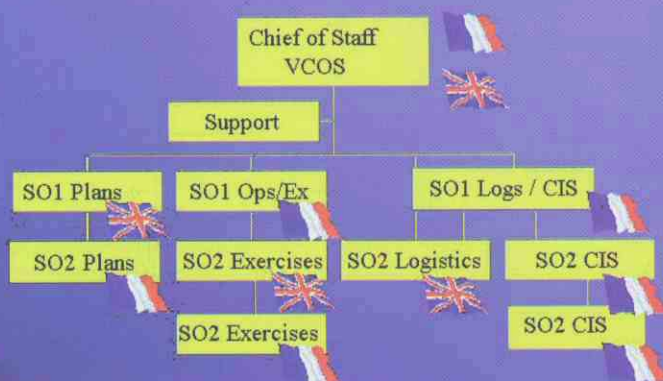 Chief of Staff
VCOS
Support
SO1 Plans
SO1 Ops/Ex
SO1 Logs / CIS
SO2 Plans
SO2 Exercises
SO2 Logistics
SO2 CIS
SO2 Exercises
SO2 CIS